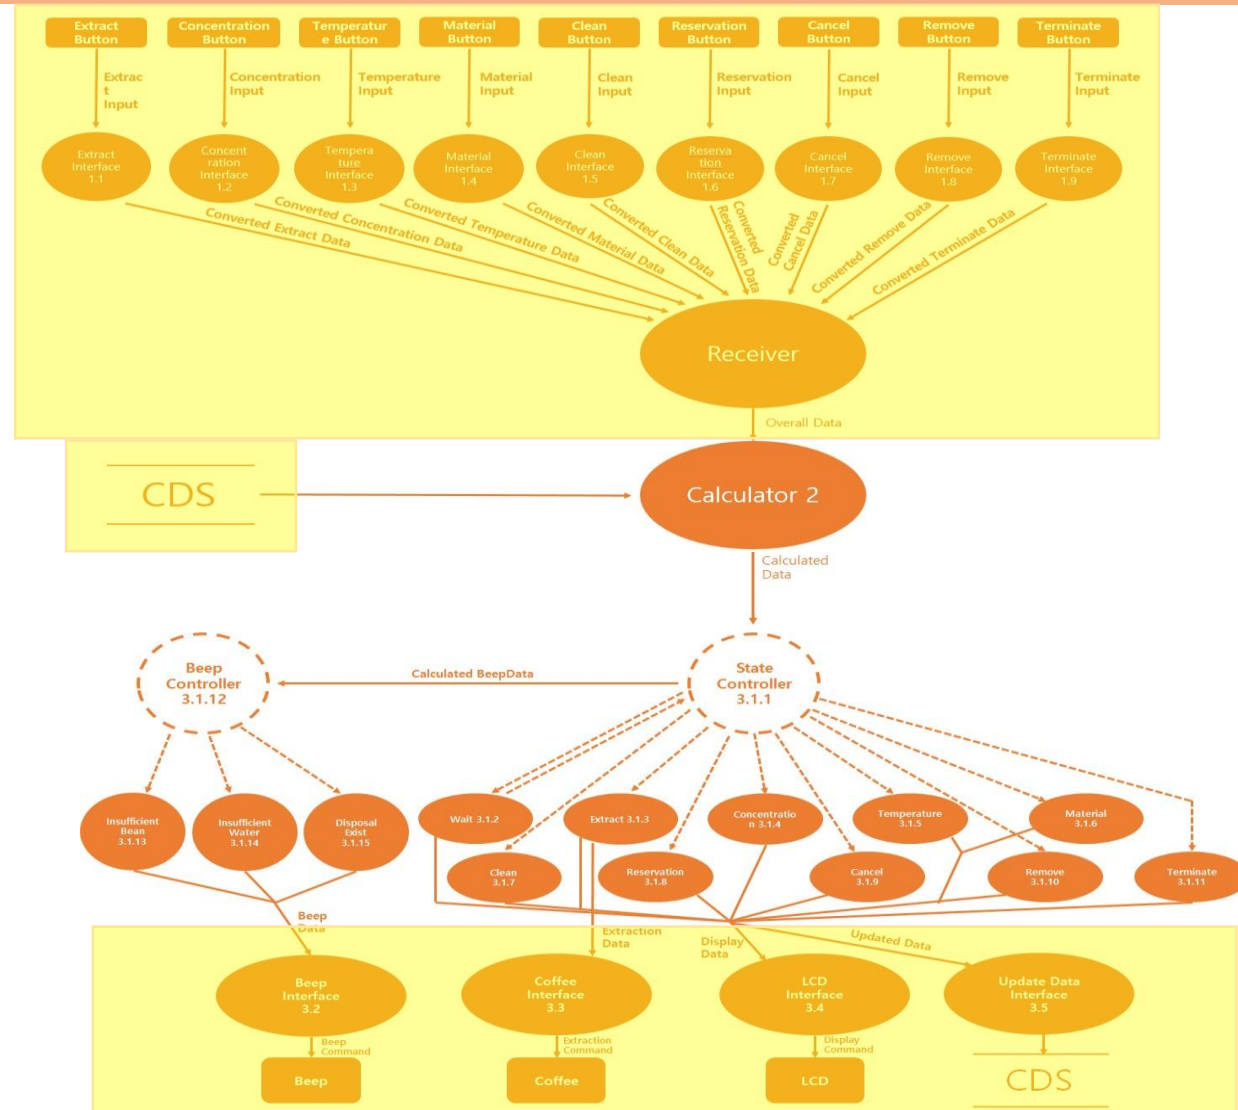 Extract
Button
Concentration
Button
Temperatur
e Button
Material
Button
Clean
Button
Reservation
Button
Cancel
Button
Remove
Button
Terminate
Button
Extrac
t
Input
Concentration
Input
Temperature
Input
Material
Input
Clean
Input
Reservation
Input
Cancel
Input
Remove
Input
Terminate
Input
Extract
Interface
1.1
Concent
ration
Interface
1.2
Tempera
ture
Interface
1.3
Material
Interface
1.4
Clean
Interface
1.5
Reserva
tion
Interface
1.6
Cancel
Interface
1.7
Remove
Interface
1.8
Terminate
Interface
1.9
Converted Extract Data
Converted Concentration Data
Converted Temperature Data
Converted Material Data
Converted Clean Data
Converted
Reservation Data
Converted
Cancel Data
Converted Remove Data
Converted Terminate Data
Receiver
Overall Data
CDS
Calculator 2
Calculated
Data
Beep
Controller
3.1.12
Calculated BeepData
State
Controller
3.1.1
Insufficient
Bean
3.1.13
Insufficient
Water
3.1.14
Disposal
Exist
3.1.15
Wait 3.1.2
Extract 3.1.3
Concentratio
n 3.1.4
Temperature
3.1.5
Material
3.1.6
Clean
3.1.7
Reservation
3.1.8
Cancel
3.1.9
Remove
3.1.10
Terminate
3.1.11
Beep
Data
Extraction
Data
Display
Data
Updated Data
Beep
Interface
3.2
Coffee
Interface
3.3
LCD
Interface
3.4
Update Data
Interface
3.5
Beep
Command
Extraction
Command
Display
Command
Beep
Coffee
LCD
CDS